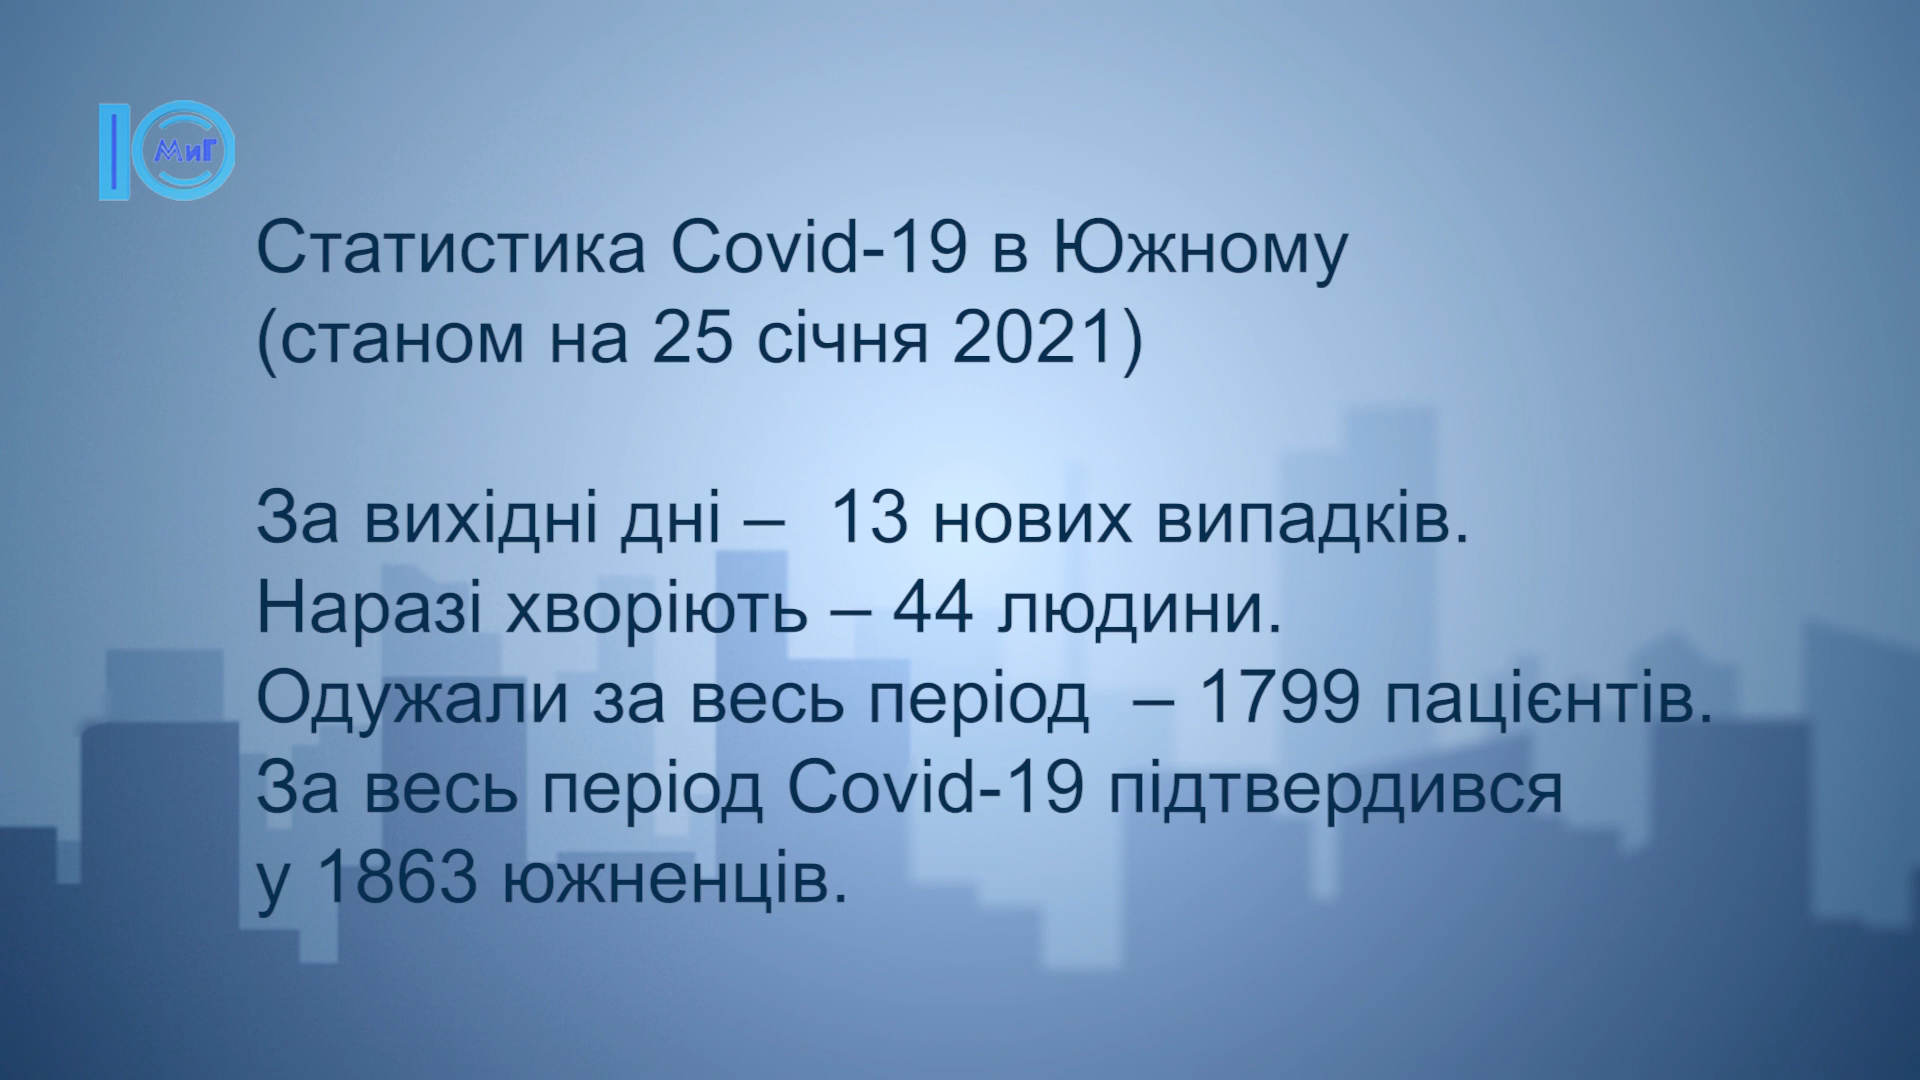 МиГ
Статистика Covid-19 в Южному
(станом на 25 січня 2021)
За вихідні дні –  13 нових випадків.
Наразі хворіють – 44 людини.
Одужали за весь період  – 1799 пацієнтів.
За весь період Covid-19 підтвердився
у 1863 южненців.